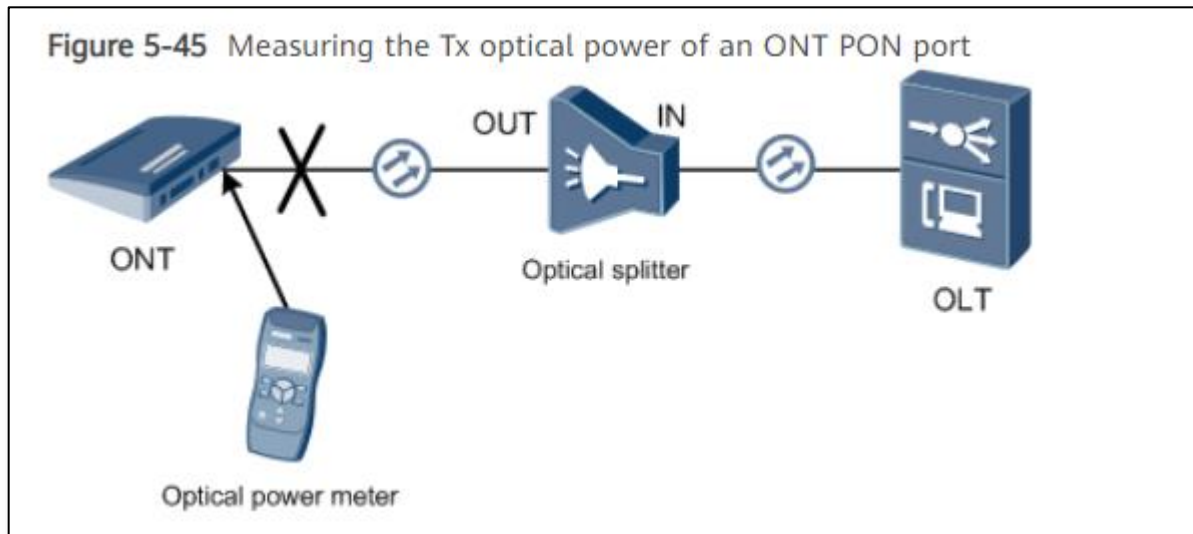 Figure 5-45 Measuring the Tx optical power of an ONT PON port
OUT
IN
ONT
Optical splitter
OLT
Optical power meter